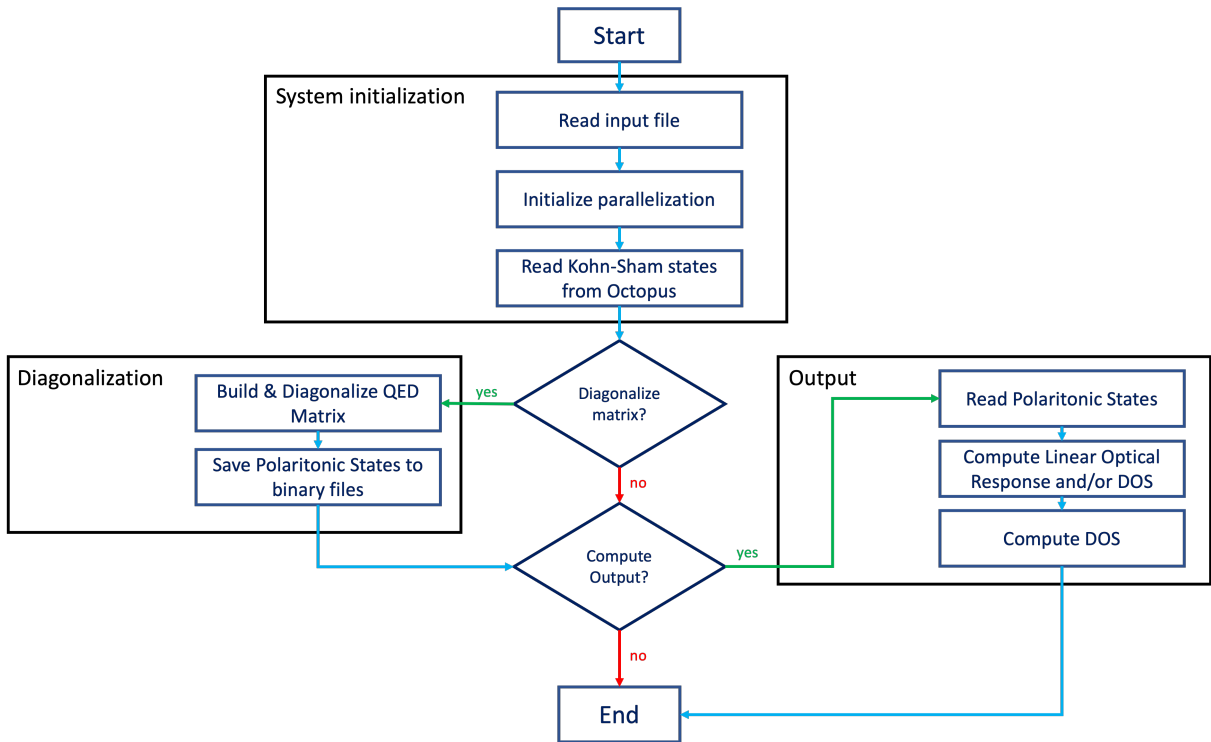 Start
System initialization
Read input file
Initialize parallelization
Read Kohn-Sham states
from Octopus
Diagonalization
Build & Diagonalize QED
Matrix
Save Polaritonic States to
binary files
yes
Diagonalize
matrix?
no
Compute
Output?
yes
no
Output
Read Polaritonic States
Compute Linear Optical
Response and/or DOS
Compute DOS
End